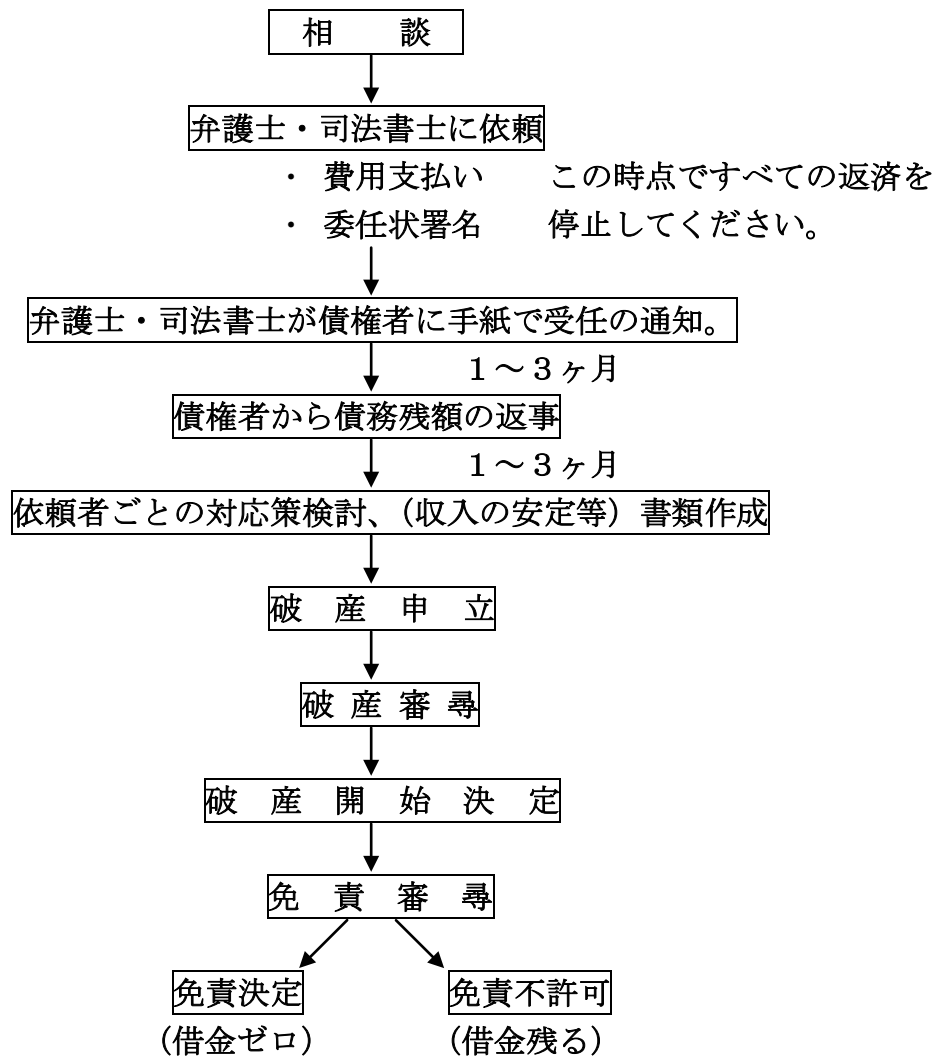 相　　談
弁護士・司法書士に依頼
・ 費用支払い　　この時点ですべての返済を
・ 委任状署名　　停止してください。
弁護士・司法書士が債権者に手紙で受任の通知。
１～３ヶ月
債権者から債務残額の返事
１～３ヶ月
依頼者ごとの対応策検討、（収入の安定等）書類作成
破　産　申　立
破 産 審 尋
破　産　開　始　決　定
免　責　審　尋
免責決定　　　　免責不許可
（借金ゼロ）　　　（借金残る）